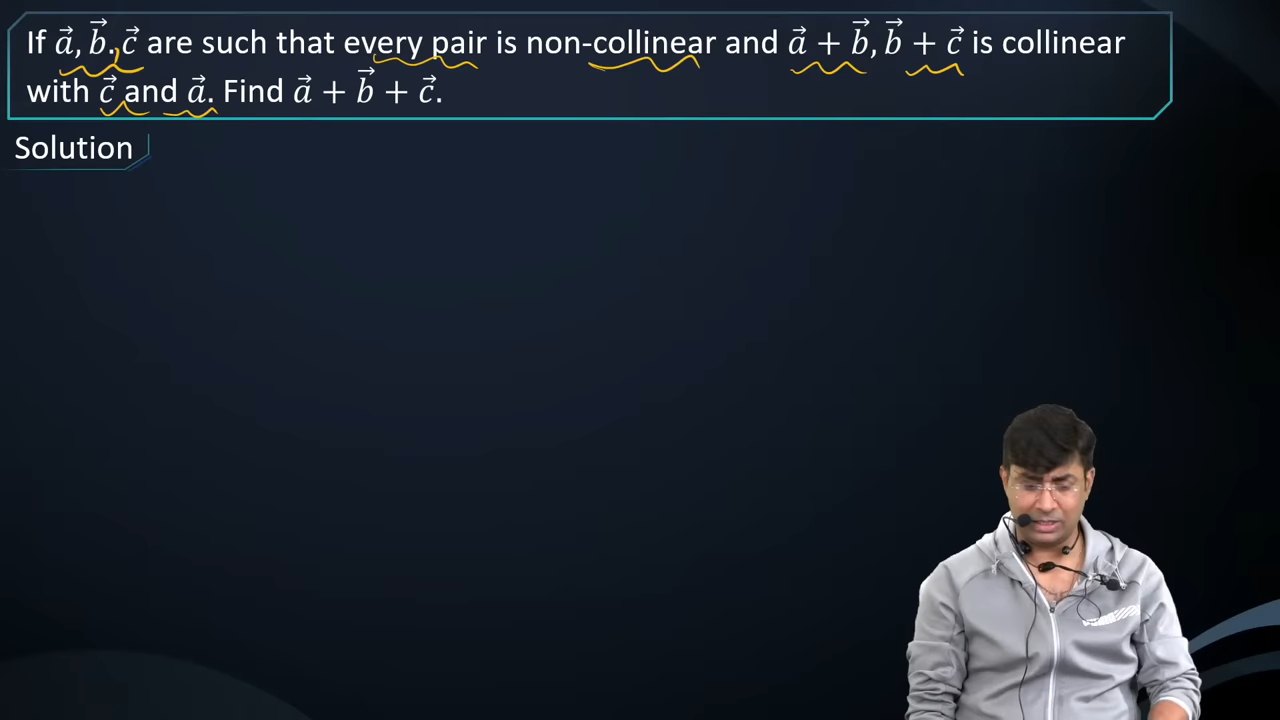 If a⃗, b⃗. c⃗ are such that every pair is non-collinear and a⃗ + b⃗, b⃗ + c⃗ is collinear
with c⃗ and a⃗. Find a⃗ + b⃗ + c⃗.
Solution